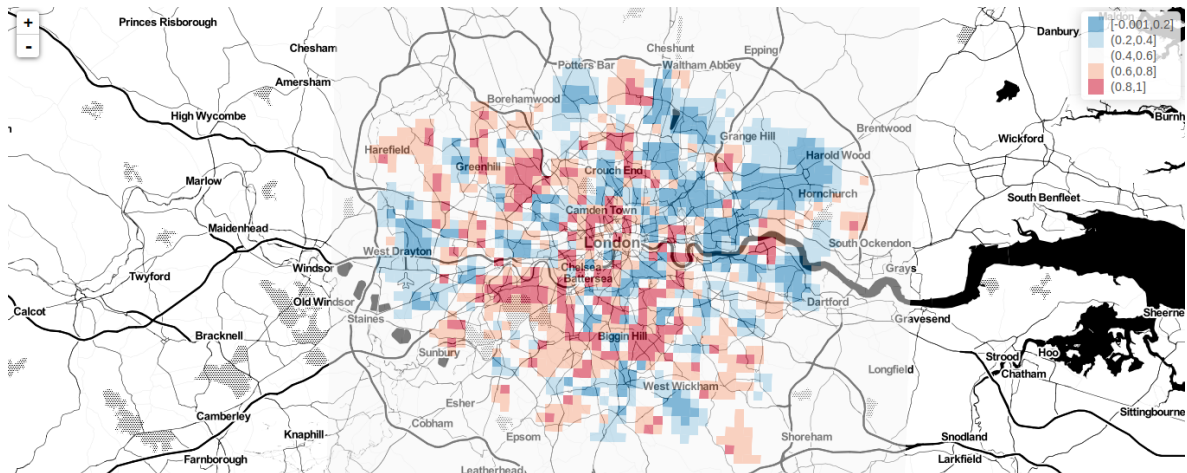 +
-
Princes Risborough
Chesham
Amersham
High Wycombe
Marlow
Maidenhead
Twyford
Windsor
Old Windsor
Calcot
Bracknell
Staines
Sunbury
Camberley
Knaphill
Farnborough
Cheshunt
Epping
Potters Bar
Waltham Abbey
Borehamwood
Grange Hill
Brentwood
Harefield
Greenhill
Crouch End
Harold Wood
Hornchurch
Camden Town
London
West Drayton
South Ockendon
Chelsea
Battersea
Grays
Dartford
Gravesend
Biggin Hill
West Wickham
Longfield
Esher
Cobham
Epsom
Leatherhead
Shoreham
Danbury
Wickford
South Benfleet
Sheerne
Strood
Hoo
Chatham
Sittingbourne
Snodland
Larkfield
Burnh
[-0.001,0.2]
(0.2,0.4]
(0.4,0.6]
(0.6,0.8]
(0.8,1]